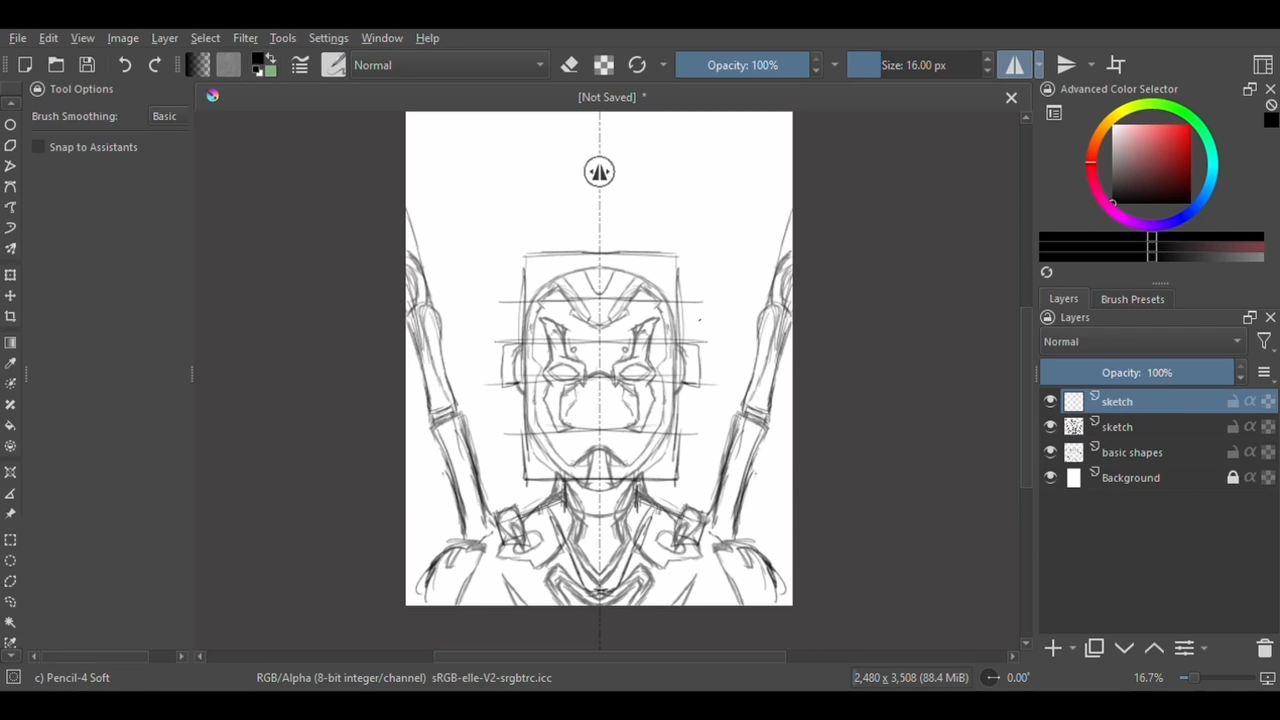 File Edit View Image Layer Select Filter Tools Settings Window Help
Normal Opacity: 100% Size: 16.00 px
Tool Options
[Not Saved] *
Advanced Color Selector
Brush Smoothing: Basic
Snap to Assistants
Layers Brush Presets
Layers
Normal
Opacity: 100%
sketch
sketch
basic shapes
Background
c) Pencil-4 Soft RGB/Alpha (8-bit integer/channel) sRGB-elle-V2-srgbtrc.icc 2,480 x 3,508 (88.4 MiB) 0.00° 16.7%